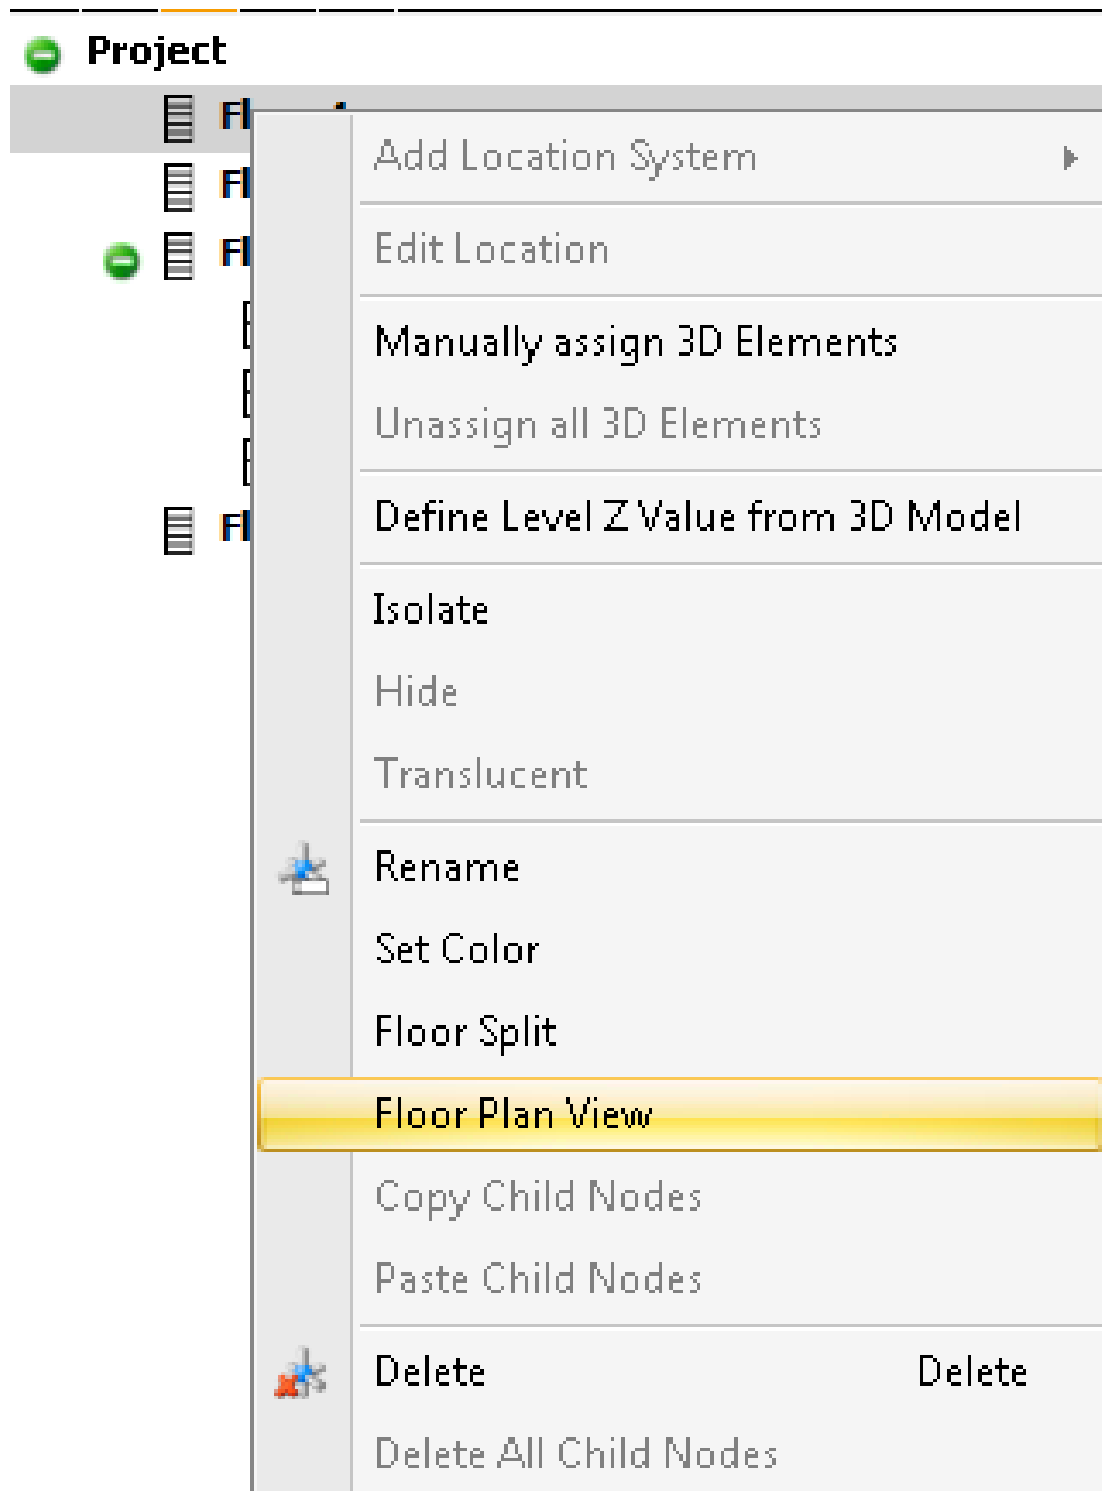 Project
Add Location System
Edit Location
Manually assign 3D Elements
Unassign all 3D Elements
Define Level Z Value from 3D Model
Isolate
Hide
Translucent
Rename
Set Color
Floor Split
Floor Plan View
Copy Child Nodes
Paste Child Nodes
Delete Delete
Delete All Child Nodes